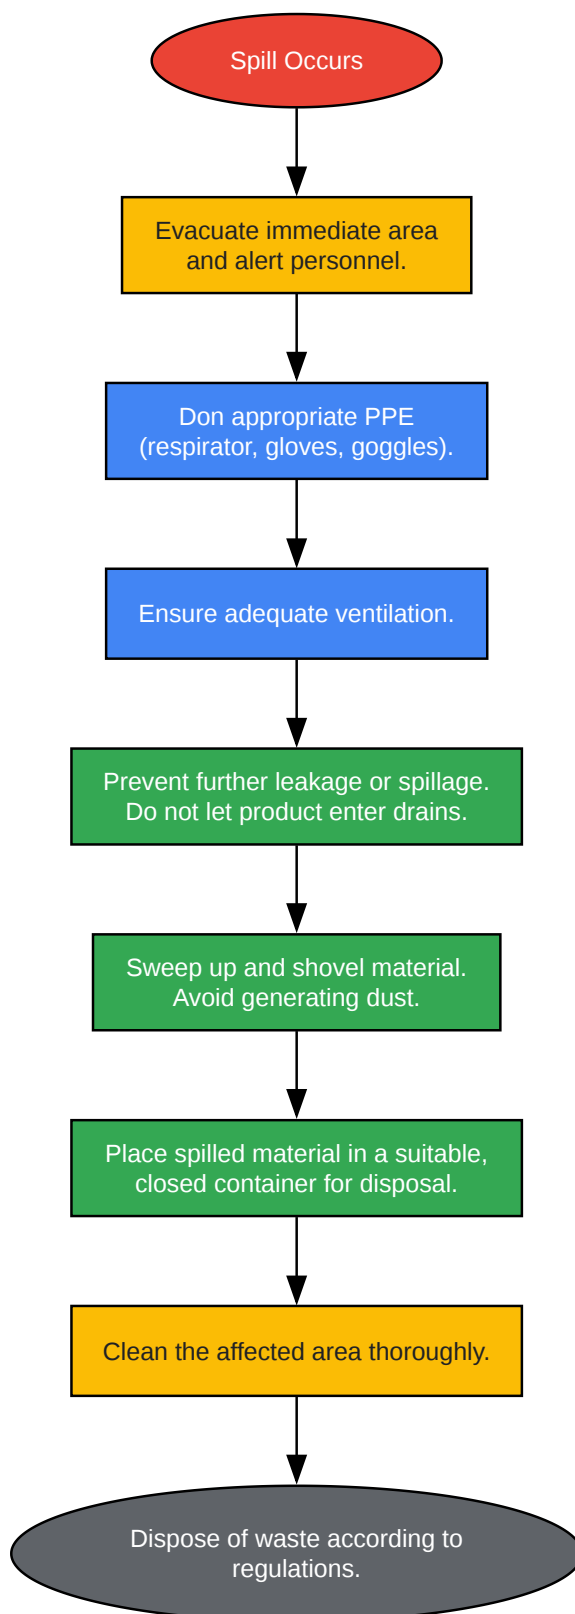 Spill Occurs
Evacuate immediate area
and alert personnel.
Don appropriate PPE
(respirator, gloves, goggles).
Ensure adequate ventilation.
Prevent further leakage or spillage.
Do not let product enter drains.
Sweep up and shovel material.
Avoid generating dust.
Place spilled material in a suitable,
closed container for disposal.
Clean the affected area thoroughly.
Dispose of waste according to
regulations.